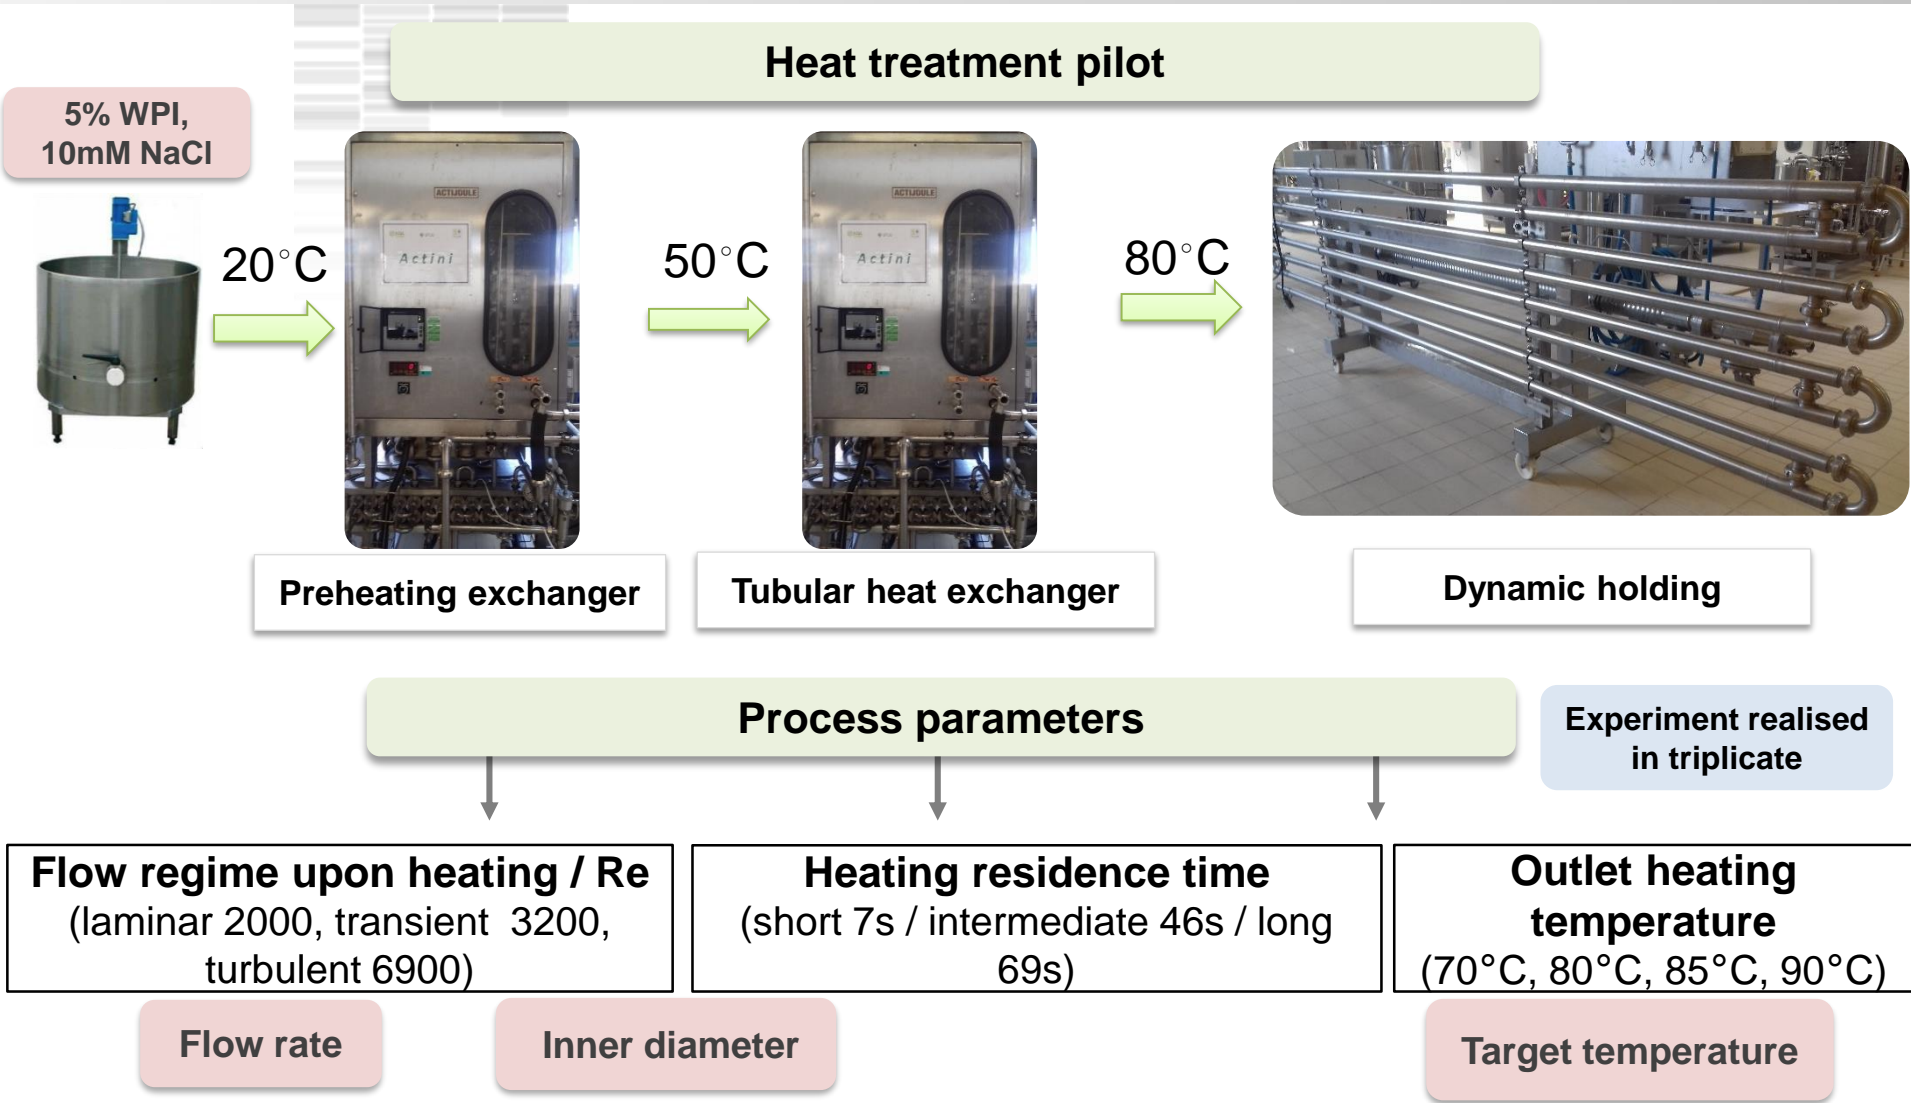 Heat treatment pilot
5% WPI,
10mM NaCl
20°C
50°C
80°C
ACTIJOULE
Actini
ACTIJOULE
Actini
Preheating exchanger
Tubular heat exchanger
Dynamic holding
Process parameters
Experiment realised
in triplicate
Flow regime upon heating / Re
(laminar 2000, transient 3200,
turbulent 6900)
Heating residence time
(short 7s / intermediate 46s / long
69s)
Outlet heating
temperature
(70°C, 80°C, 85°C, 90°C)
Flow rate
Inner diameter
Target temperature